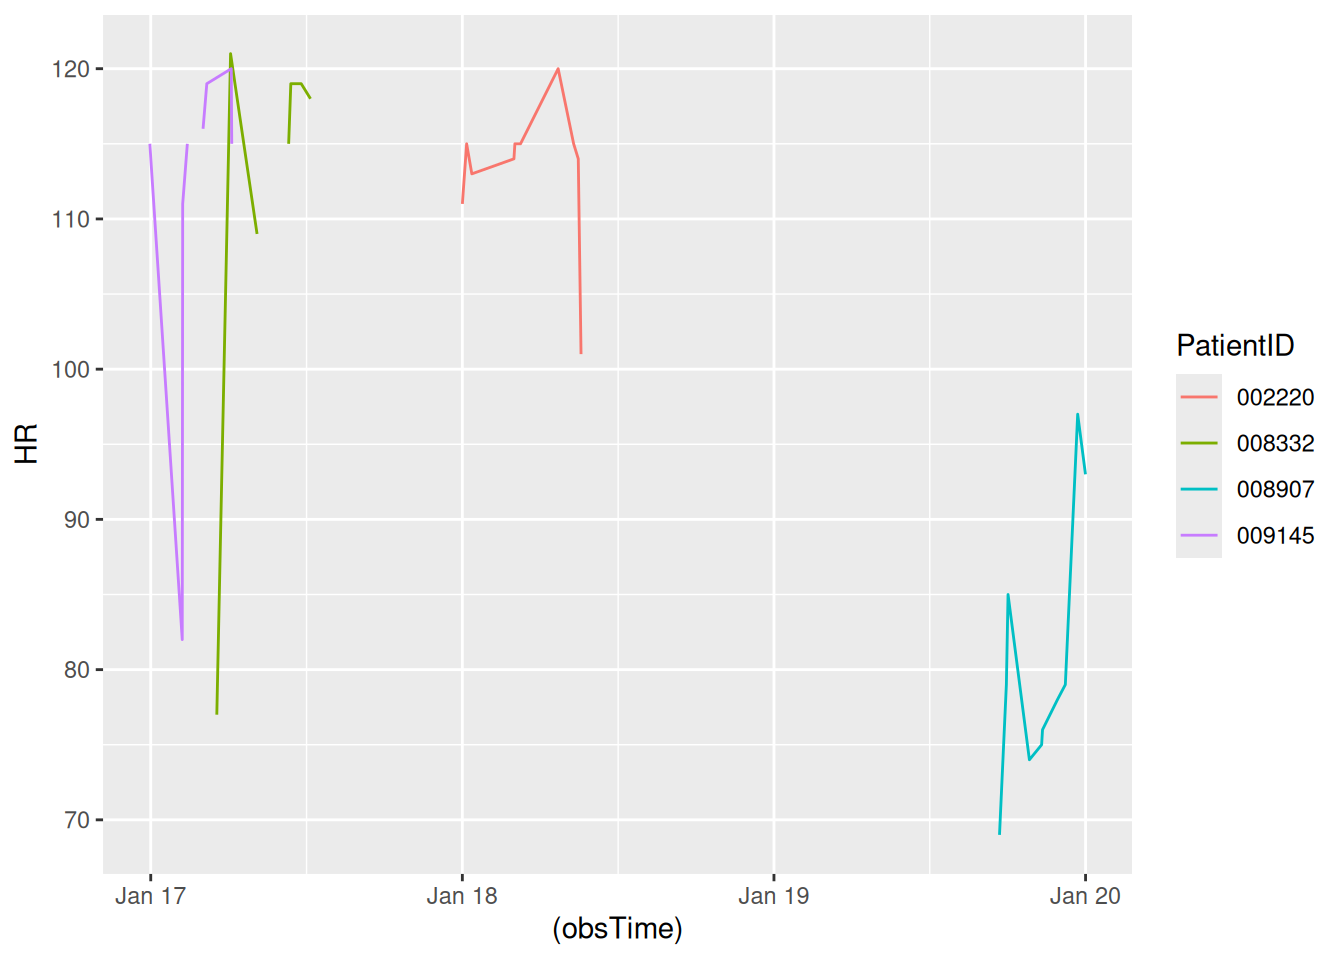 120
110
100
90
80
70
HR
Jan 17
Jan 18
Jan 19
Jan 20
(obsTime)
PatientID
002220
008332
008907
009145